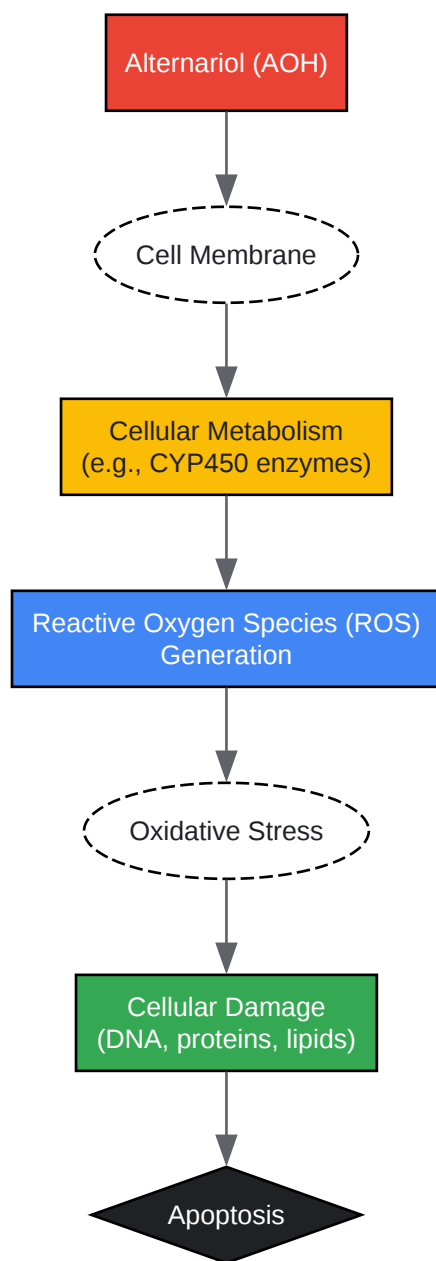 Alternariol (AOH)
Cell Membrane
Cellular Metabolism
(e.g., CYP450 enzymes)
Reactive Oxygen Species (ROS)
Generation
Oxidative Stress
Cellular Damage
(DNA, proteins, lipids)
Apoptosis